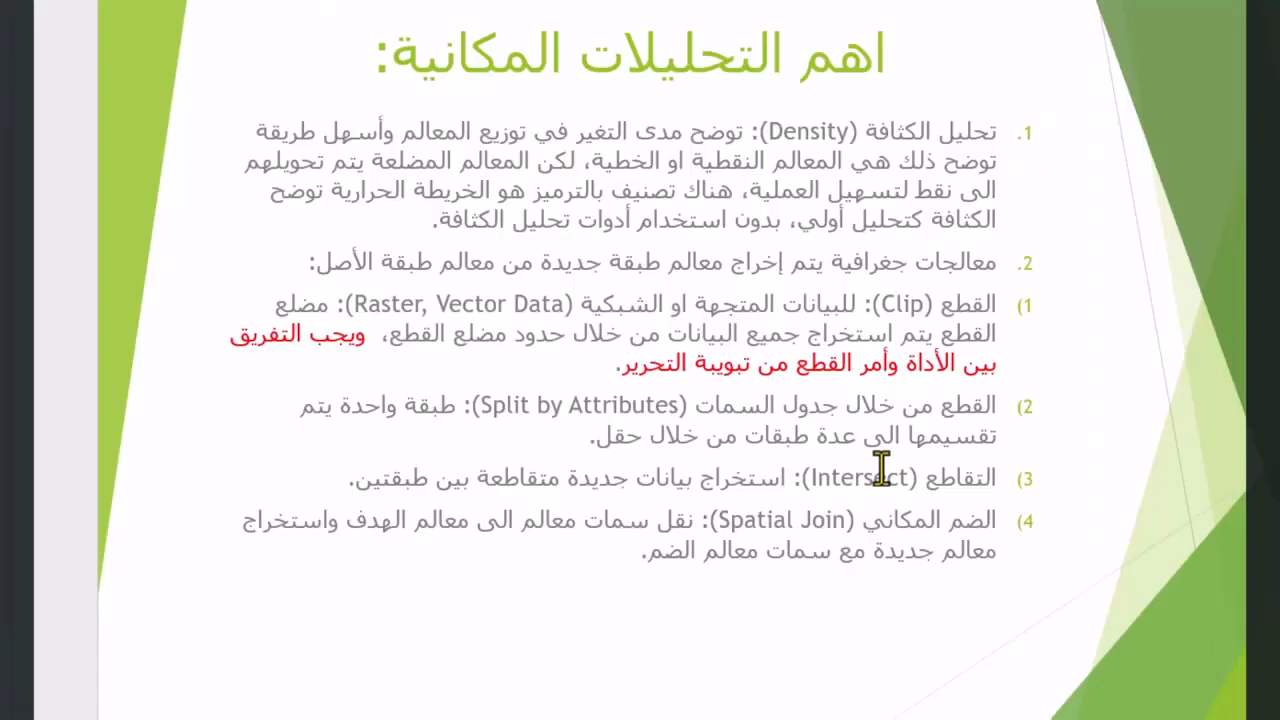 اهم التحليلات المكانية:
1. تحليل الكثافة (Density): توضح مدى التغير في توزيع المعالم وأسهل طريقة
توضح ذلك هي المعالم النقطية او الخطية، لكن المعالم المضلعة يتم تحويلهم
الى نقط لتسهيل العملية، هناك تصنيف بالترميز هو الخريطة الحرارية توضح
الكثافة كتحليل أولي، بدون استخدام أدوات تحليل الكثافة.
2. معالجات جغرافية يتم إخراج معالم طبقة جديدة من معالم طبقة الأصل:
1) القطع (Clip): للبيانات المتجهة او الشبكية (Raster, Vector Data): مضلع
القطع يتم استخراج جميع البيانات من خلال حدود مضلع القطع، ويجب التفريق
بين الأداة وأمر القطع من تبويبة التحرير.
2) القطع من خلال جدول السمات (Split by Attributes): طبقة واحدة يتم
تقسيمها الى عدة طبقات من خلال حقل.
3) التقاطع (Intersect): استخراج بيانات جديدة متقاطعة بين طبقتين.
4) الضم المكاني (Spatial Join): نقل سمات معالم الى معالم الهدف واستخراج
معالم جديدة مع سمات معالم الضم.